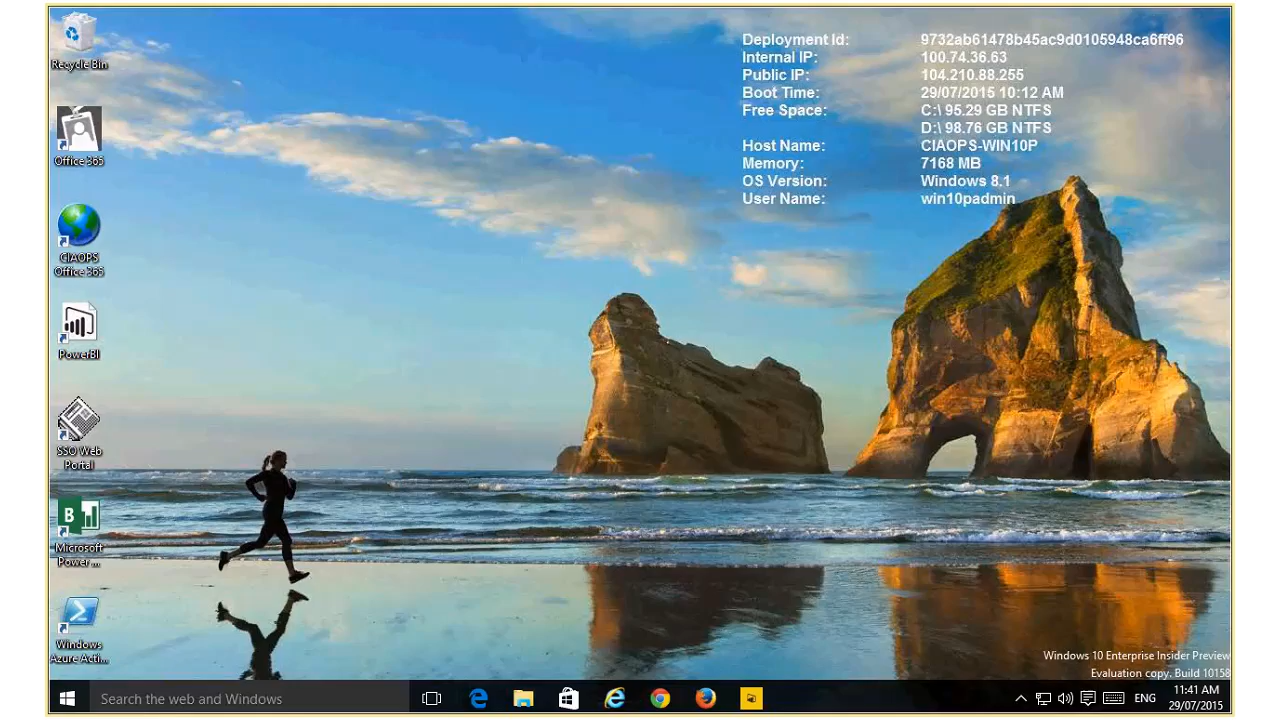 Recycle Bin
Office 365
CIAOPS
Office 365
PowerBI
SSO Web
Portal
Microsoft
Power ...
Windows
Azure Acti...
Deployment Id: 9732ab61478b45ac9d0105948ca6ff96
Internal IP: 100.74.36.63
Public IP: 104.210.88.255
Boot Time: 29/07/2015 10:12 AM
Free Space: C:\ 95.29 GB NTFS
D:\ 98.76 GB NTFS
Host Name: CIAOPS-WIN10P
Memory: 7168 MB
OS Version: Windows 8.1
User Name: win10padmin
Windows 10 Enterprise Insider Preview
Evaluation copy. Build 10158
Search the web and Windows
ENG
11:41 AM
29/07/2015